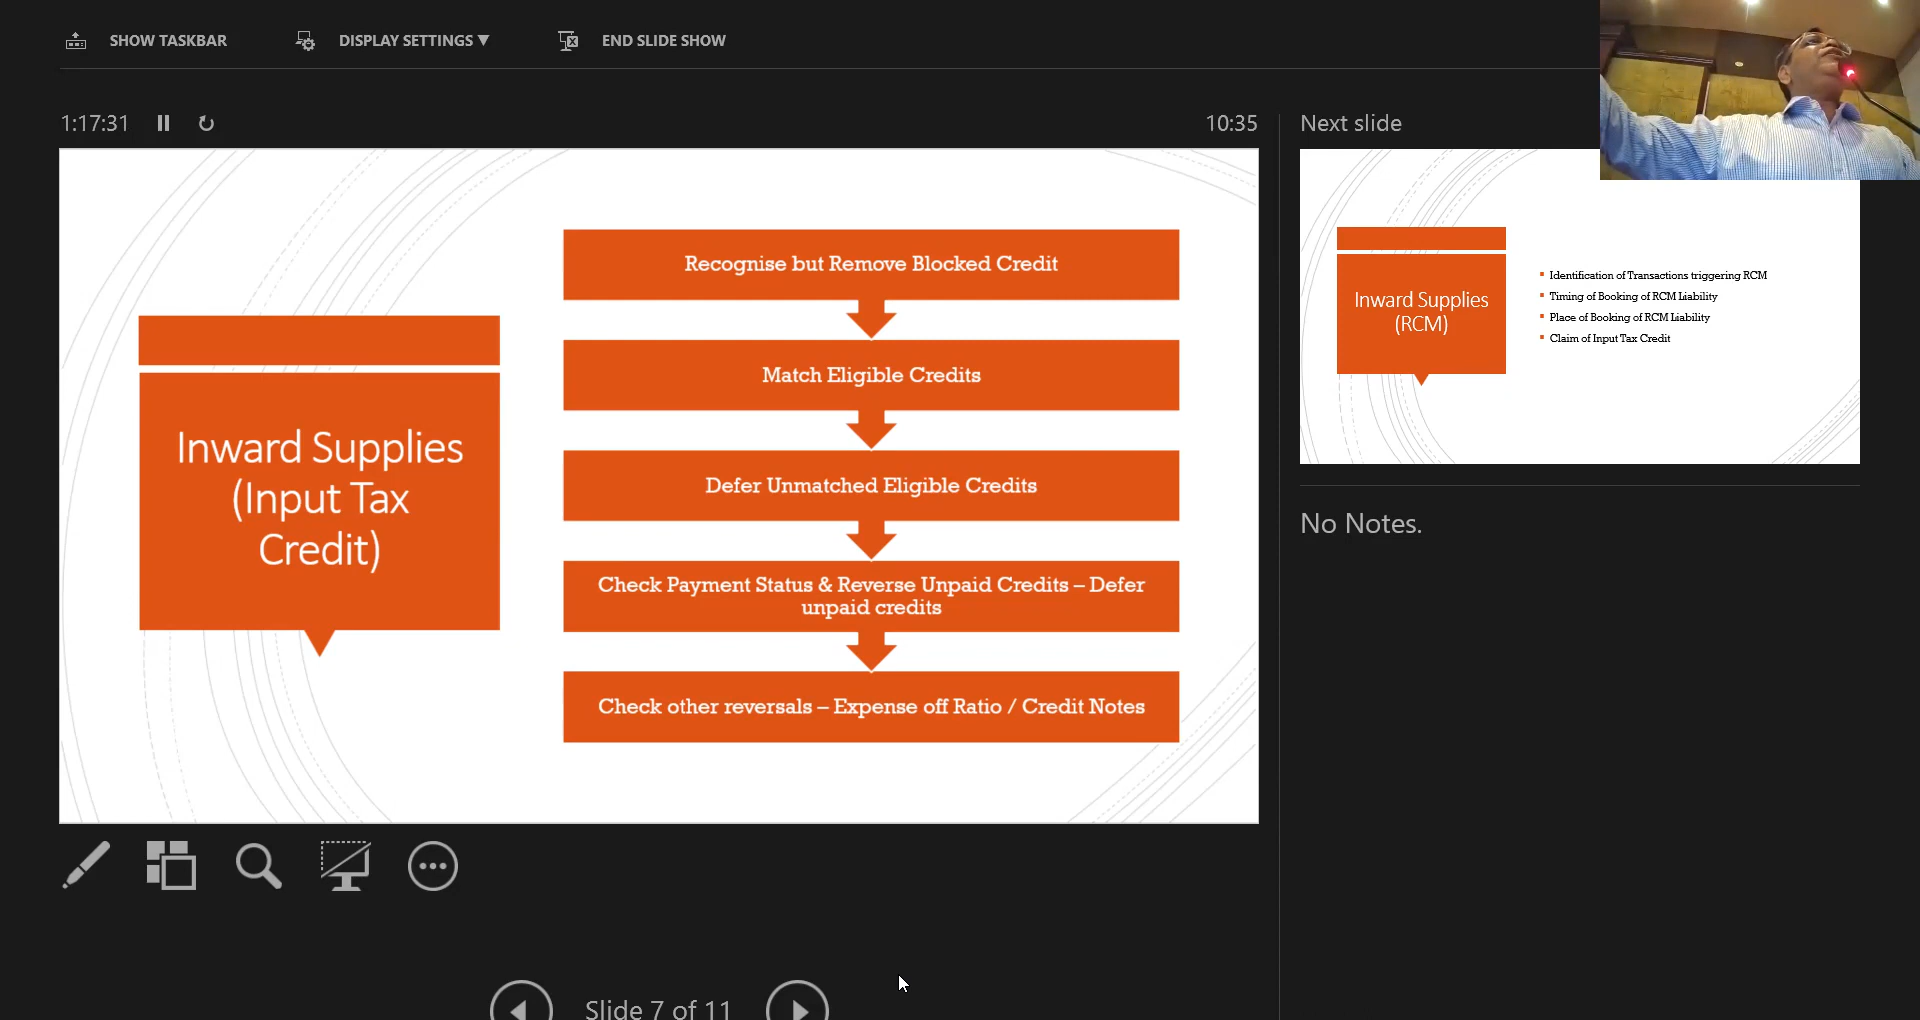 SHOW TASKBAR
DISPLAY SETTINGS ▼
END SLIDE SHOW
1:17:31
10:35
Next slide
Inward Supplies
(Input Tax
Credit)
Recognise but Remove Blocked Credit
Match Eligible Credits
Defer Unmatched Eligible Credits
Check Payment Status & Reverse Unpaid Credits – Defer
unpaid credits
Check other reversals – Expense off Ratio / Credit Notes
Inward Supplies
(RCM)
Identification of Transactions triggering RCM
Timing of Booking of RCM Liability
Place of Booking of RCM Liability
Claim of Input Tax Credit
No Notes.
Slide 7 of 11